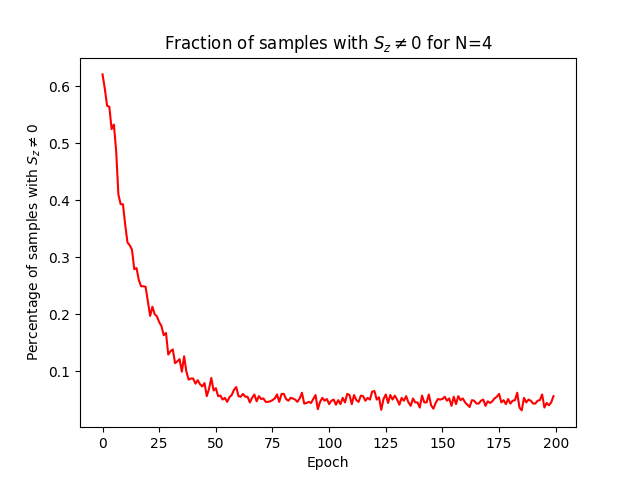 Fraction of samples with $S_z \neq 0$ for N=4
Percentage of samples with $S_z \neq 0$
0.6
0.5
0.4
0.3
0.2
0.1
0 25 50 75 100 125 150 175 200
Epoch